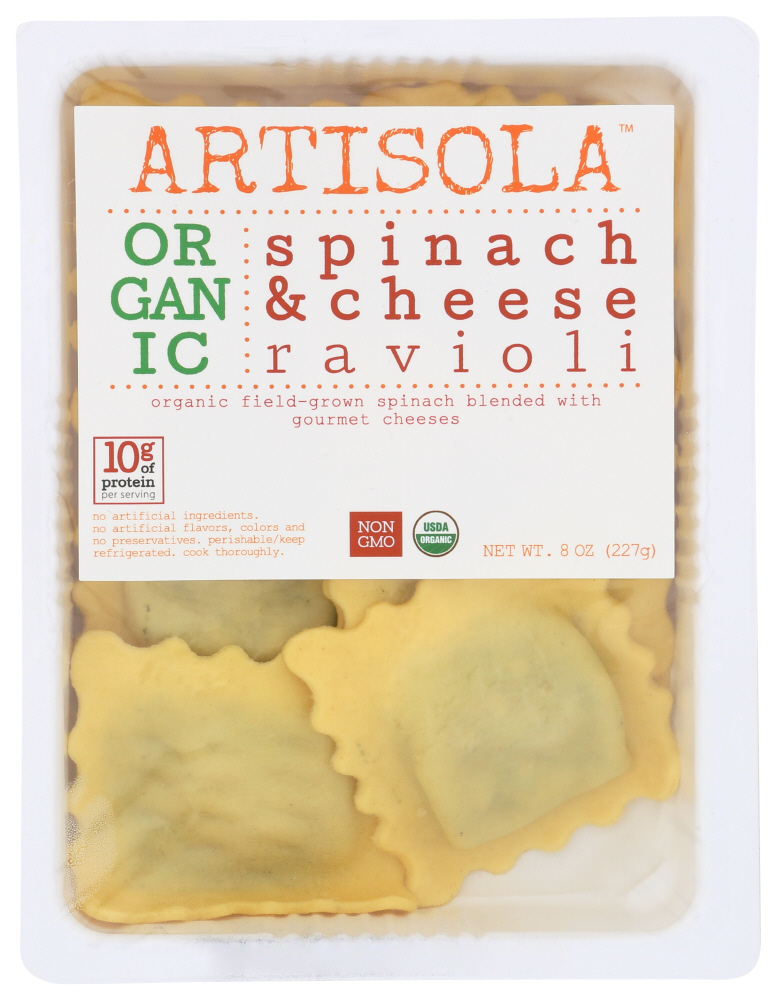 ARTISOLA™
OR
GAN
IC
spinach
&cheese
ravioli
organic field-grown spinach blended with
gourmet cheeses
10g
of
protein
per serving
no artificial ingredients.
no artificial flavors, colors and
no preservatives. perishable/keep
refrigerated. cook thoroughly.
NON
GMO
USDA
ORGANIC
NET WT. 8 OZ (227g)